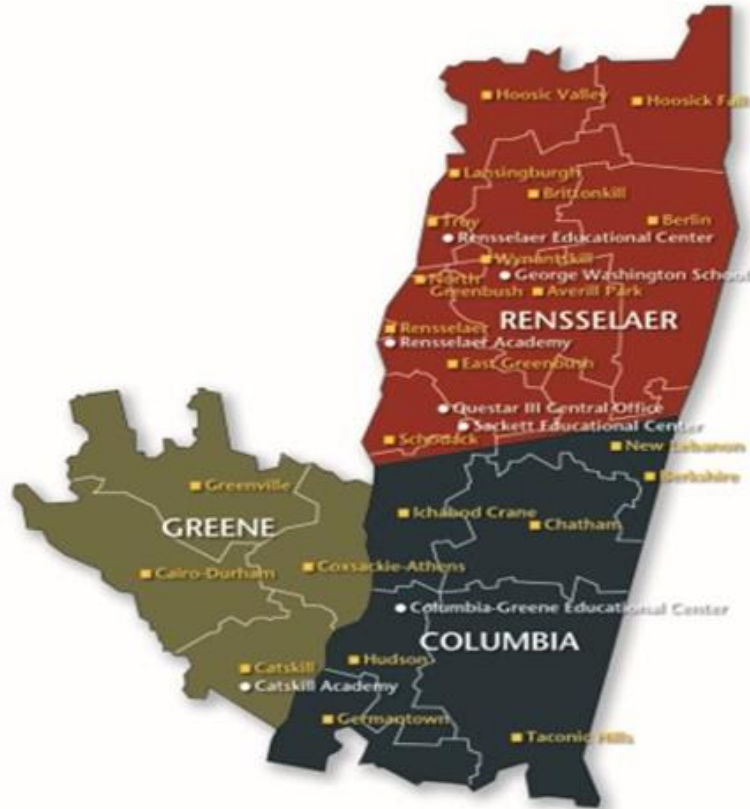 Hoosic Valley
Hoosick Falls
Lansingburgh
Brittonkill
Troy
Berlin
Rensselaer Educational Center
Wynantskill
George Washington School
North
Greenbush
Averill Park
RENSSELAER
Rensselaer
Rensselaer Academy
East Greenbush
Questar III Central Office
Sackett Educational Center
Schodack
New Lebanon
Berkshire
Greenville
Ichabod Crane
GREENE
Chatham
Coxsackie-Athens
Cairo-Durham
Columbia-Greene Educational Center
COLUMBIA
Hudson
Catskill
Catskill Academy
Germantown
Taconic Hills